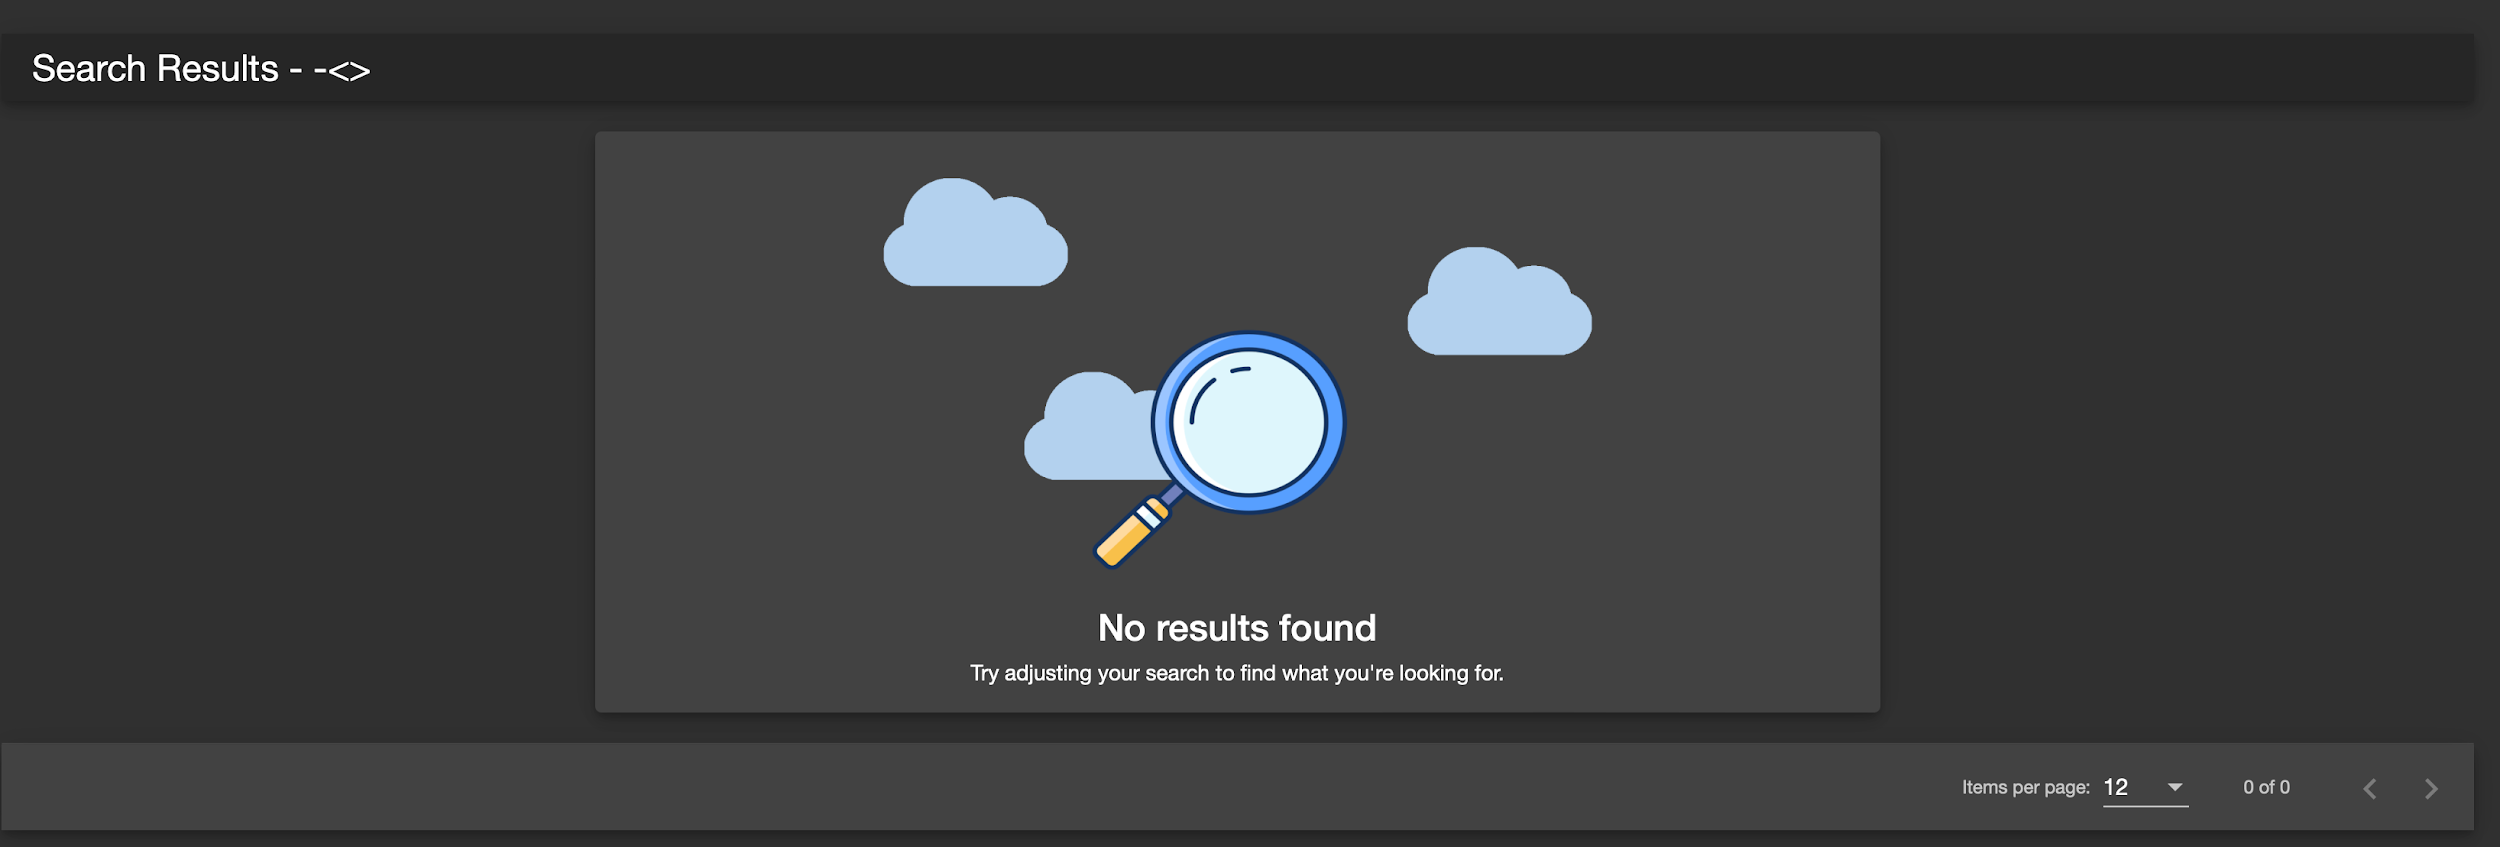 Search Results - --<>
No results found
Try adjusting your search to find what you're looking for.
Items per page: 12 0 of 0